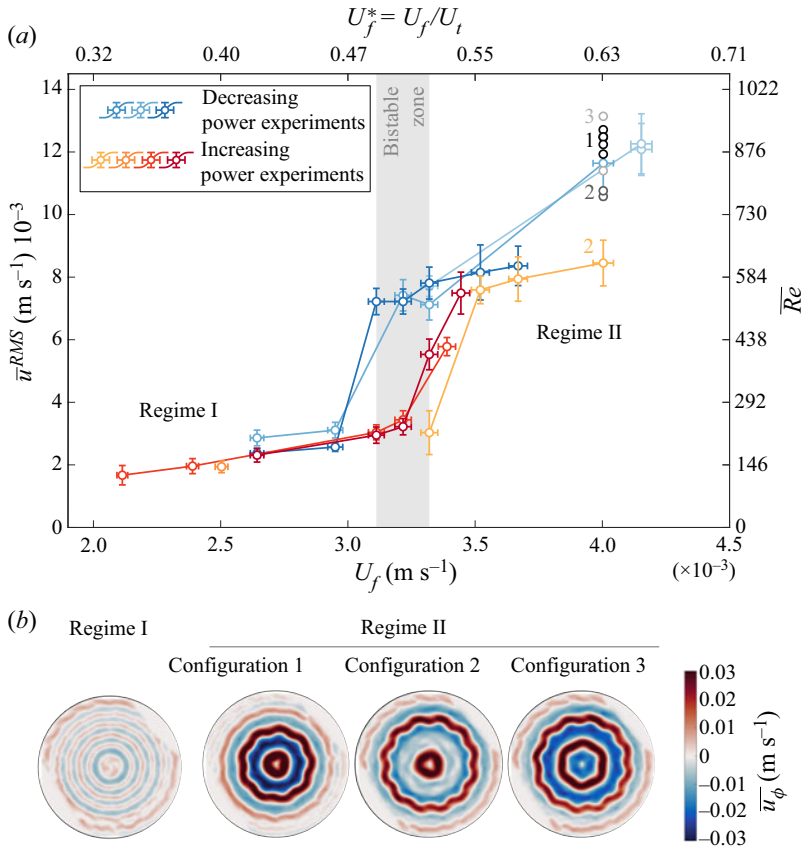 (a)
U*f = Uf/Ut
0.32 0.40 0.47 0.55 0.63 0.71
Decreasing
power experiments
Increasing
power experiments
Bistable
zone
14
12
10
8
6
4
2
0
ū^RMS (m s⁻¹) 10⁻³
1022
876
730
584
438
292
146
0
R̅e̅
3
1
2
2
Regime I
Regime II
2.0 2.5 3.0 3.5 4.0 4.5
Uf (m s⁻¹)
(×10⁻³)
(b)
Regime I
Regime II
Configuration 1 Configuration 2 Configuration 3
0.03
0.02
0.01
0
–0.01
–0.02
–0.03
u̅ϕ (m s⁻¹)